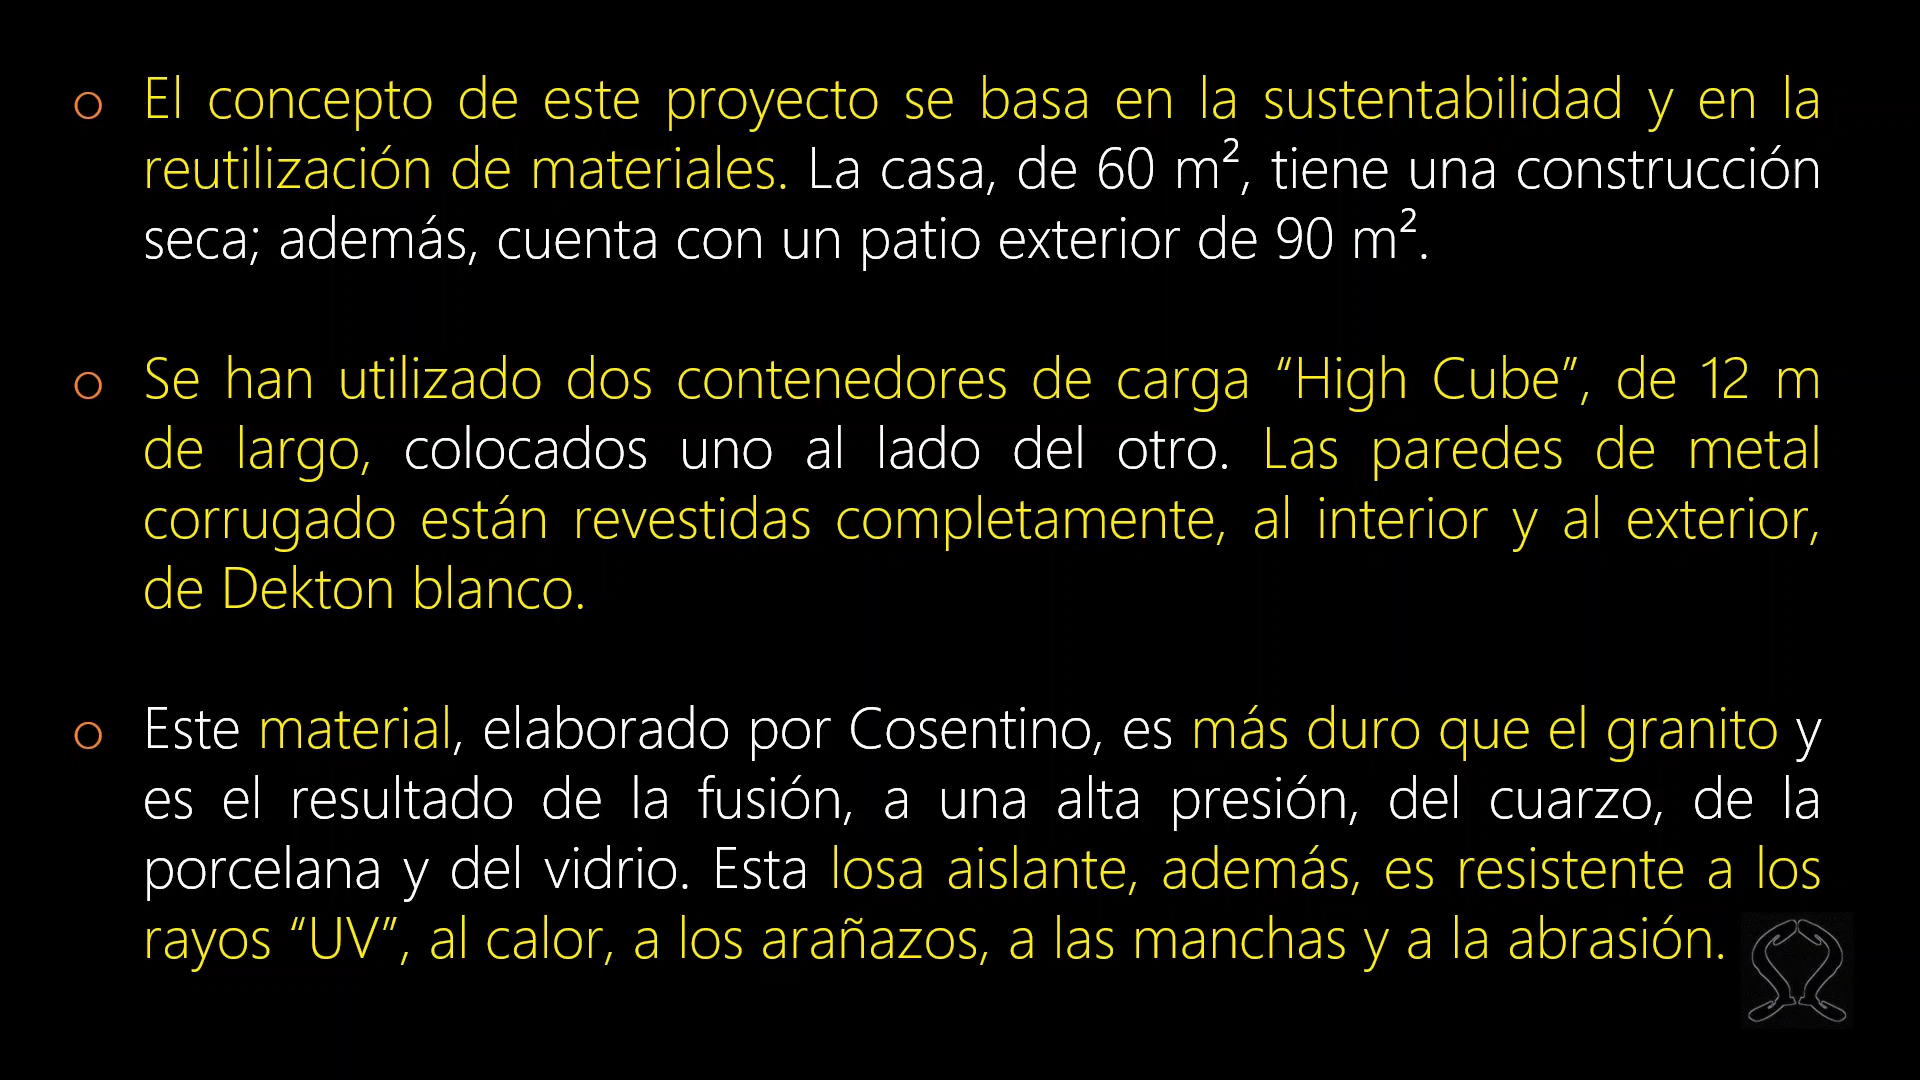 o El concepto de este proyecto se basa en la sustentabilidad y en la
reutilización de materiales. La casa, de 60 m², tiene una construcción
seca; además, cuenta con un patio exterior de 90 m².
o Se han utilizado dos contenedores de carga “High Cube”, de 12 m
de largo, colocados uno al lado del otro. Las paredes de metal
corrugado están revestidas completamente, al interior y al exterior,
de Dekton blanco.
o Este material, elaborado por Cosentino, es más duro que el granito y
es el resultado de la fusión, a una alta presión, del cuarzo, de la
porcelana y del vidrio. Esta losa aislante, además, es resistente a los
rayos “UV”, al calor, a los arañazos, a las manchas y a la abrasión.